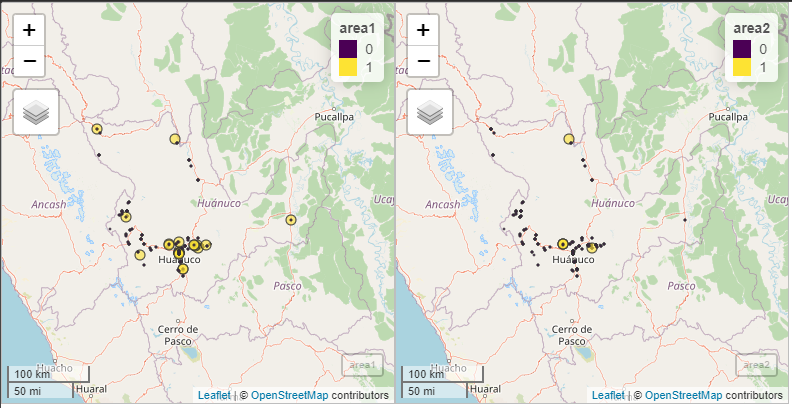 +
−
area1
0
1
Pucallpa
Ancash
Huánuco
Ucay
Huánuco
Pasco
Cerro de
Pasco
Huacho
Huaral
100 km
50 mi
area1
Leaflet | © OpenStreetMap contributors
+
−
area2
0
1
Pucallpa
Ancash
Huánuco
Ucay
Huánuco
Pasco
Cerro de
Pasco
Huacho
Huaral
100 km
50 mi
area2
Leaflet | © OpenStreetMap contributors